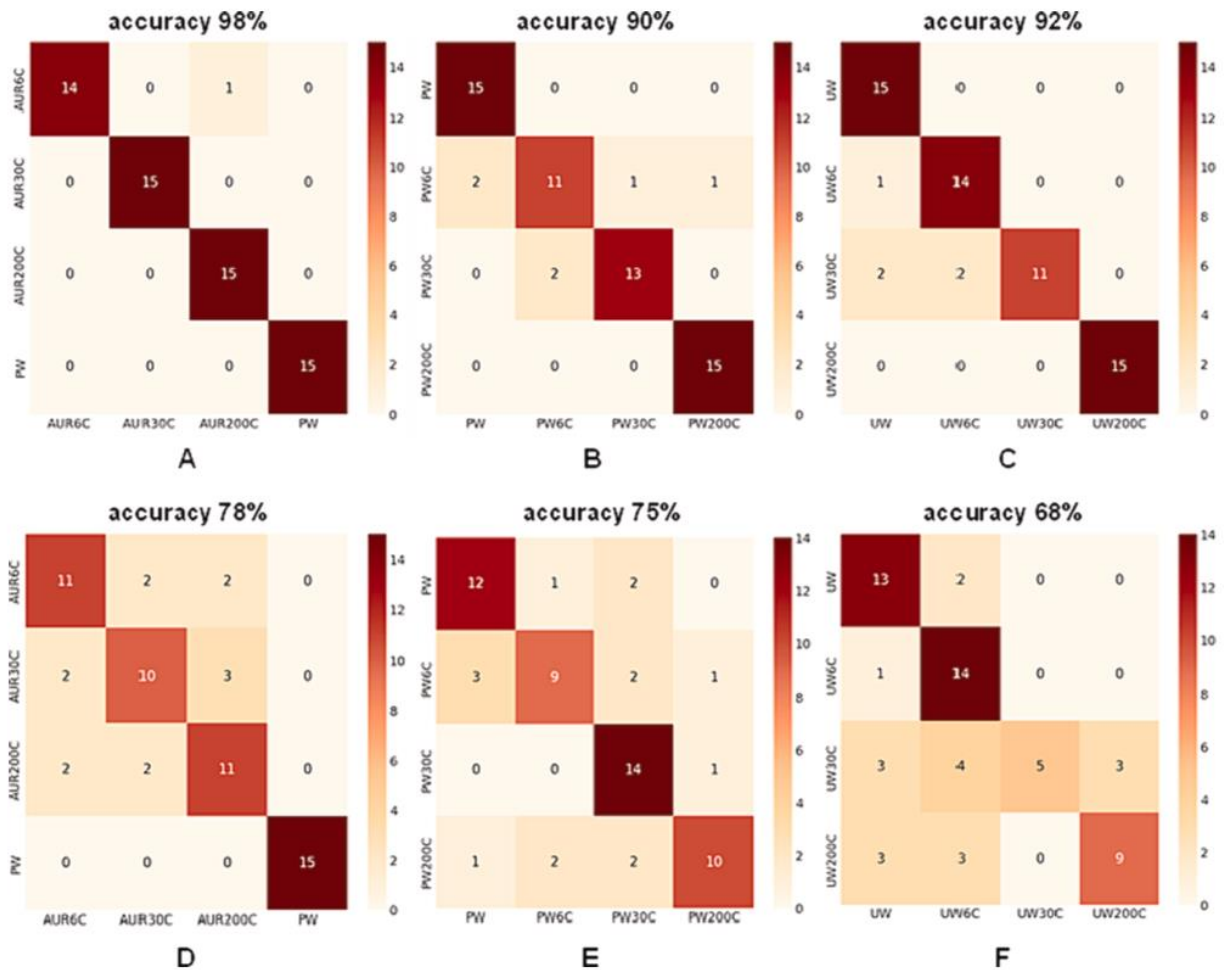 accuracy 98% accuracy 90% accuracy 92%
AUR6C 14 0 1 0 14 PW 15 0 0 0 14 UW 15 0 0 0 14
12 12 12
AUR30C 0 15 0 0 10 PW6C 2 11 1 1 10 UW6C 1 14 0 0 10
8 8 8
AUR200C 0 0 15 0 6 PW30C 0 2 13 0 6 UW30C 2 2 11 0 6
4 4 4
PW 0 0 0 15 2 PW200C 0 0 0 15 2 UW200C 0 0 0 15 2
0 0 0
AUR6C AUR30C AUR200C PW PW PW6C PW30C PW200C UW UW6C UW30C UW200C
A B C
accuracy 78% accuracy 75% accuracy 68%
AUR6C 11 2 2 0 14 PW 12 1 2 0 14 UW 13 2 0 0 14
12 12 12
AUR30C 2 10 3 0 10 PW6C 3 9 2 1 10 UW6C 1 14 0 0 10
8 8 8
AUR200C 2 2 11 0 6 PW30C 0 0 14 1 6 UW30C 3 4 5 3 6
4 4 4
PW 0 0 0 15 2 PW200C 1 2 2 10 2 UW200C 3 3 0 9 2
0 0 0
AUR6C AUR30C AUR200C PW PW PW6C PW30C PW200C UW UW6C UW30C UW200C
D E F